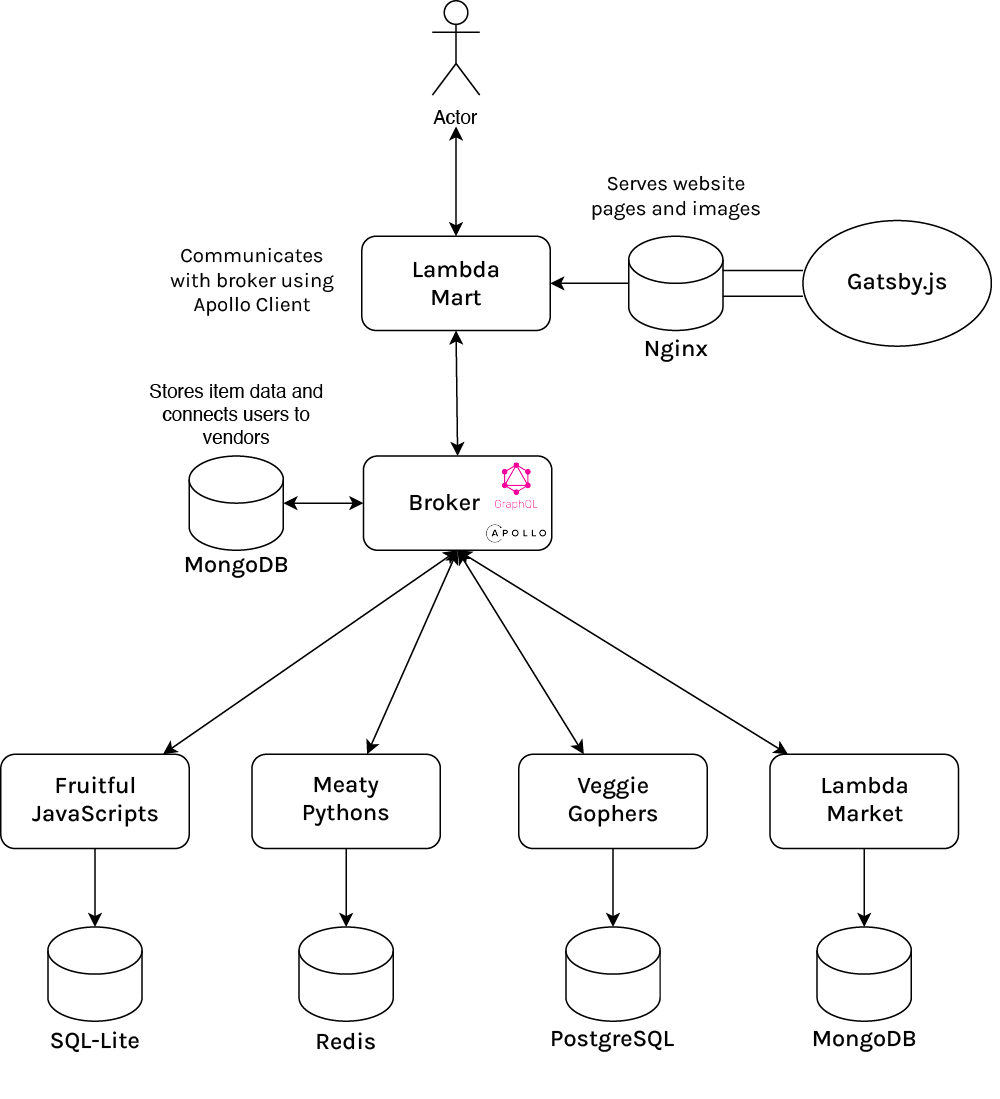 Actor
Serves website
pages and images
Communicates
with broker using
Apollo Client
Lambda
Mart
Gatsby.js
Nginx
Stores item data and
connects users to
vendors
Broker
GraphQL
APOLLO
MongoDB
Fruitful
JavaScripts
Meaty
Pythons
Veggie
Gophers
Lambda
Market
SQL-Lite
Redis
PostgreSQL
MongoDB